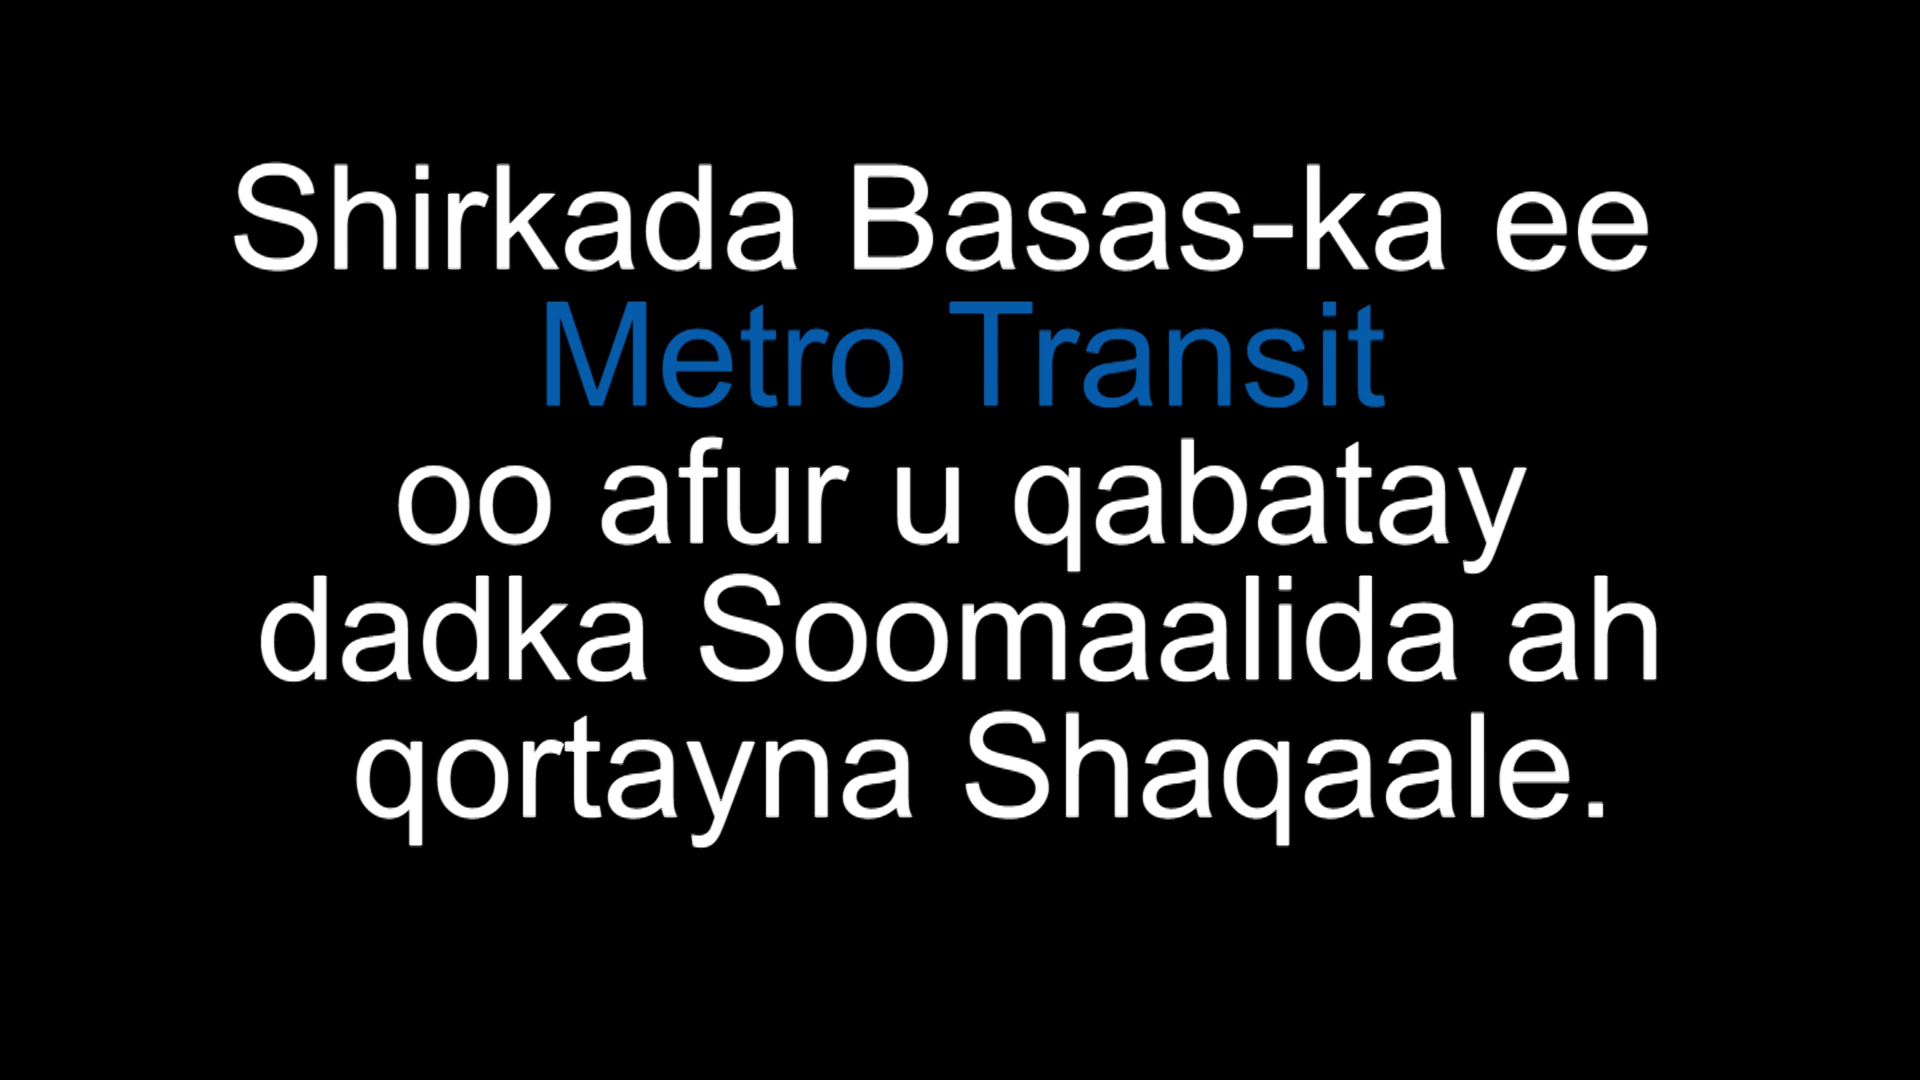 Shirkada Basas-ka ee
Metro Transit
oo afur u qabatay
dadka Soomaalida ah
qortayna Shaqaale.